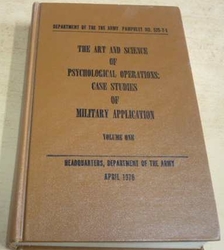 DEPARTMENT OF THE THE ARMY PAMPHLET NO. 525-7-1
THE ART AND SCIENCE
OF
PSYCHOLOGICAL OPERATIONS:
CASE STUDIES
OF
MILITARY APPLICATION
VOLUME ONE
HEADQUARTERS, DEPARTMENT OF THE ARMY
APRIL 1976